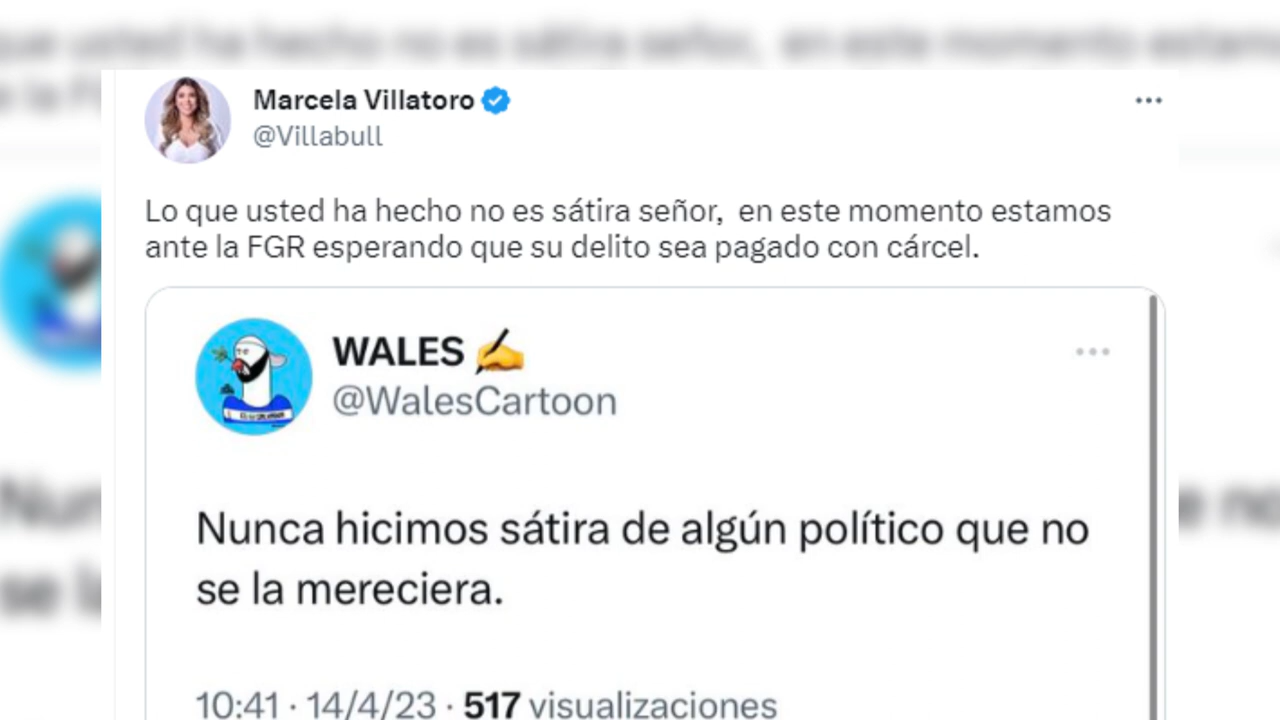 Marcela Villatoro
@Villabull
Lo que usted ha hecho no es sátira señor, en este momento estamos
ante la FGR esperando que su delito sea pagado con cárcel.
WALES ✍
@WalesCartoon
Nunca hicimos sátira de algún político que no
se la mereciera.
10:41 · 14/4/23 · 517 visualizaciones